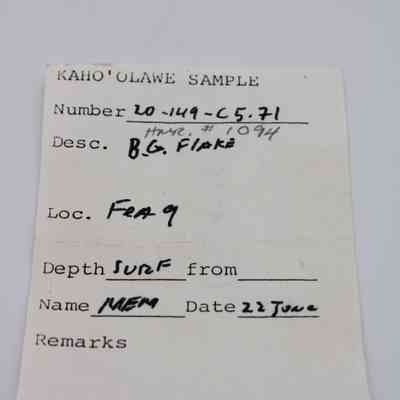 KAHO'OLAWE SAMPLE
Number 20-149-C5.71
HNR. # 1094
Desc. B.G. FLAKE
Loc. FEA 9
Depth SURF from
Name MEM Date 22 June
Remarks